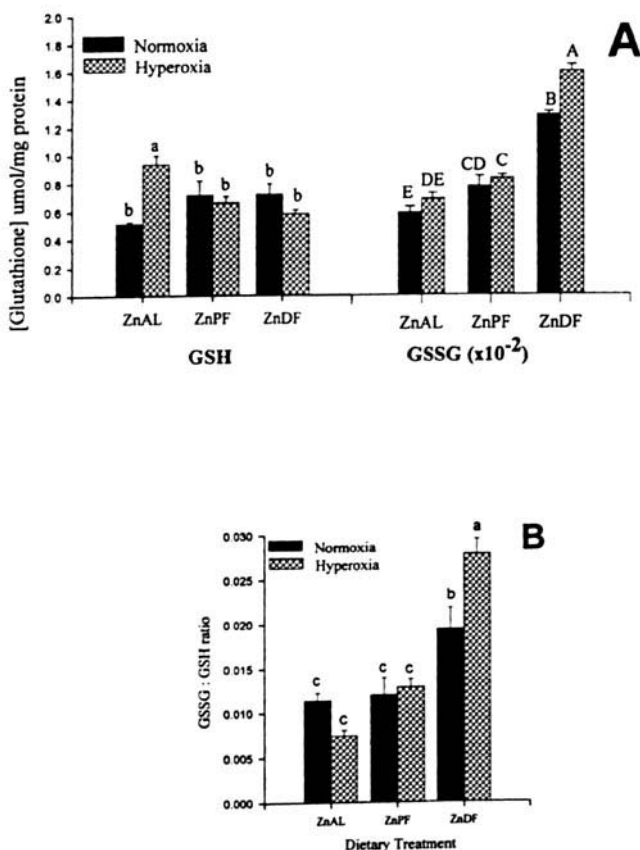 A
[Glutathione] umol/mg protein
2.0
1.8
1.6
1.4
1.2
1.0
0.8
0.6
0.4
0.2
0.0
Normoxia
Hyperoxia
b a b b b b
E DE CD C B A
ZnAL ZnPF ZnDF ZnAL ZnPF ZnDF
GSH GSSG (x10-2)
B
GSSG : GSH ratio
0.030
0.025
0.020
0.015
0.010
0.005
0.000
Normoxia
Hyperoxia
c c c c b a
ZnAL ZnPF ZnDF
Dietary Treatment